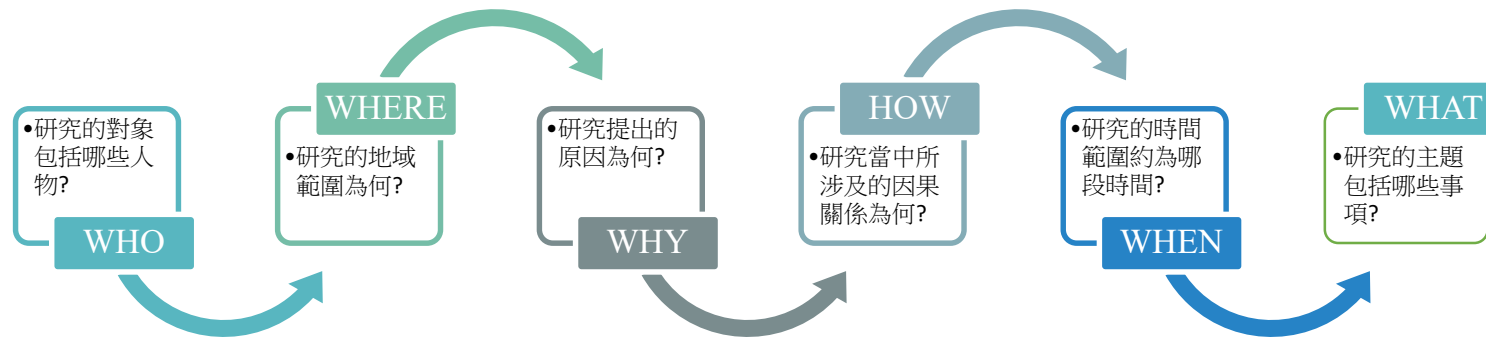 •研究的對象
包括哪些人
物?
WHO
WHERE
•研究的地域
範圍為何?
•研究提出的
原因為何?
WHY
HOW
•研究當中所
涉及的因果
關係為何?
•研究的時間
範圍約為哪
段時間?
WHEN
WHAT
•研究的主題
包括哪些事
項?